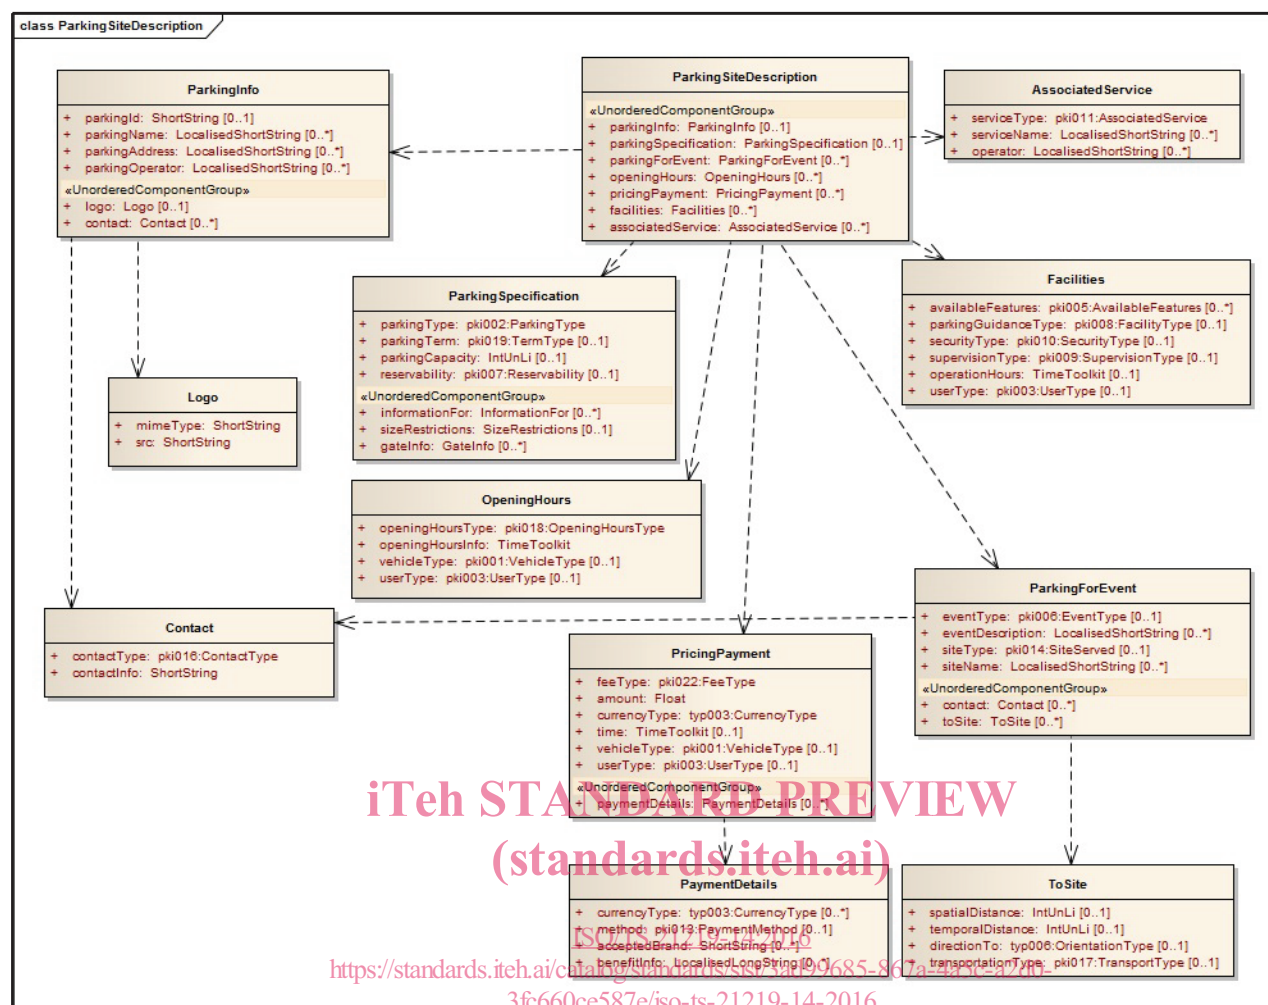 class ParkingSiteDescription
ParkingInfo
+ parkingId: ShortString [0..1]
+ parkingName: LocalisedShortString [0..*]
+ parkingAddress: LocalisedShortString [0..*]
+ parkingOperator: LocalisedShortString [0..*]
«UnorderedComponentGroup»
+ logo: Logo [0..1]
+ contact: Contact [0..*]
ParkingSiteDescription
«UnorderedComponentGroup»
+ parkingInfo: ParkingInfo [0..1]
+ parkingSpecification: ParkingSpecification [0..1]
+ parkingForEvent: ParkingForEvent [0..*]
+ openingHours: OpeningHours [0..*]
+ pricingPayment: PricingPayment [0..*]
+ facilities: Facilities [0..*]
+ associatedService: AssociatedService [0..*]
AssociatedService
+ serviceType: pki011:AssociatedService
+ serviceName: LocalisedShortString [0..*]
+ operator: LocalisedShortString [0..*]
Facilities
+ availableFeatures: pki005:AvailableFeatures [0..*]
+ parkingGuidanceType: pki008:FacilityType [0..1]
+ securityType: pki010:SecurityType [0..1]
+ supervisionType: pki009:SupervisionType [0..1]
+ operationHours: TimeToolkit [0..1]
+ userType: pki003:UserType [0..1]
ParkingSpecification
+ parkingType: pki002:ParkingType
+ parkingTerm: pki019:TermType [0..1]
+ parkingCapacity: IntUnLi [0..1]
+ reservability: pki007:Reservability [0..1]
«UnorderedComponentGroup»
+ informationFor: InformationFor [0..*]
+ sizeRestrictions: SizeRestrictions [0..1]
+ gateInfo: GateInfo [0..*]
Logo
+ mimeType: ShortString
+ src: ShortString
OpeningHours
+ openingHoursType: pki018:OpeningHoursType
+ openingHoursInfo: TimeToolkit
+ vehicleType: pki001:VehicleType [0..1]
+ userType: pki003:UserType [0..1]
Contact
+ contactType: pki016:ContactType
+ contactInfo: ShortString
ParkingForEvent
+ eventType: pki006:EventType [0..1]
+ eventDescription: LocalisedShortString [0..*]
+ siteType: pki014:SiteServed [0..1]
+ siteName: LocalisedShortString [0..*]
«UnorderedComponentGroup»
+ contact: Contact [0..*]
+ toSite: ToSite [0..*]
PricingPayment
+ feeType: pki022:FeeType
+ amount: Float
+ currencyType: typ003:CurrencyType
+ time: TimeToolkit [0..1]
+ vehicleType: pki001:VehicleType [0..1]
+ userType: pki003:UserType [0..1]
«UnorderedComponentGroup»
+ paymentDetails: PaymentDetails [0..*]
iTeh STANDARD PREVIEW
(standards.iteh.ai)
PaymentDetails
+ currencyType: typ003:CurrencyType [0..*]
+ method: pki013:PaymentMethod [0..1]
+ acceptedBrand: ShortString [0..*]
+ benefitInfo: LocalisedLongString [0..*]
ToSite
+ spatialDistance: IntUnLi [0..1]
+ temporalDistance: IntUnLi [0..1]
+ directionTo: typ006:OrientationType [0..1]
+ transportationType: pki017:TransportType [0..1]
ISO/TS 21219-14:2016
https://standards.iteh.ai/catalog/standards/sist/5ad99685-867a-4a5c-a2d0-
3fc660ce587e/iso-ts-21219-14-2016